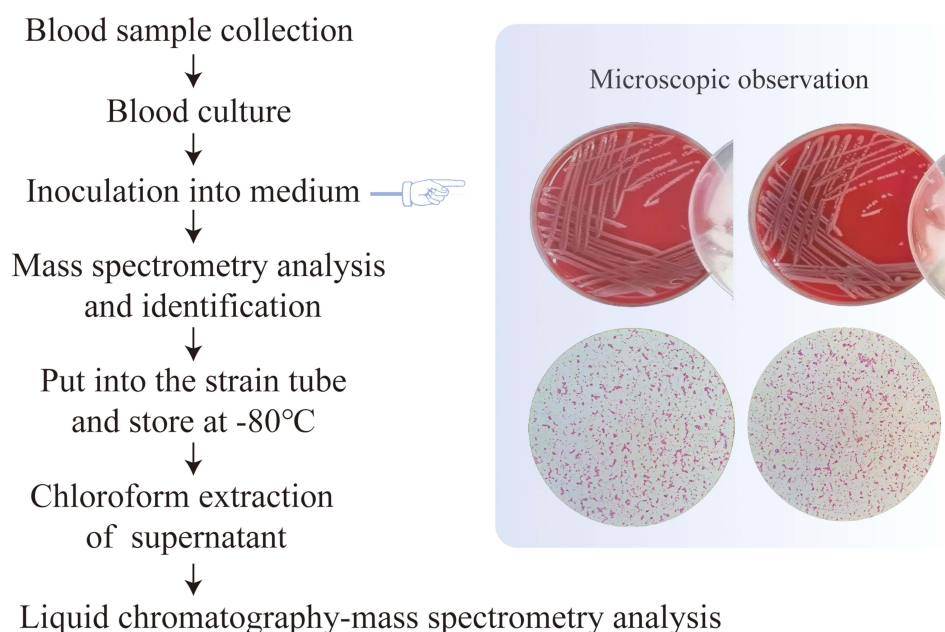 Blood sample collection
Blood culture
Inoculation into medium
Mass spectrometry analysis
and identification
Put into the strain tube
and store at -80℃
Chloroform extraction
of supernatant
Liquid chromatography-mass spectrometry analysis
Microscopic observation